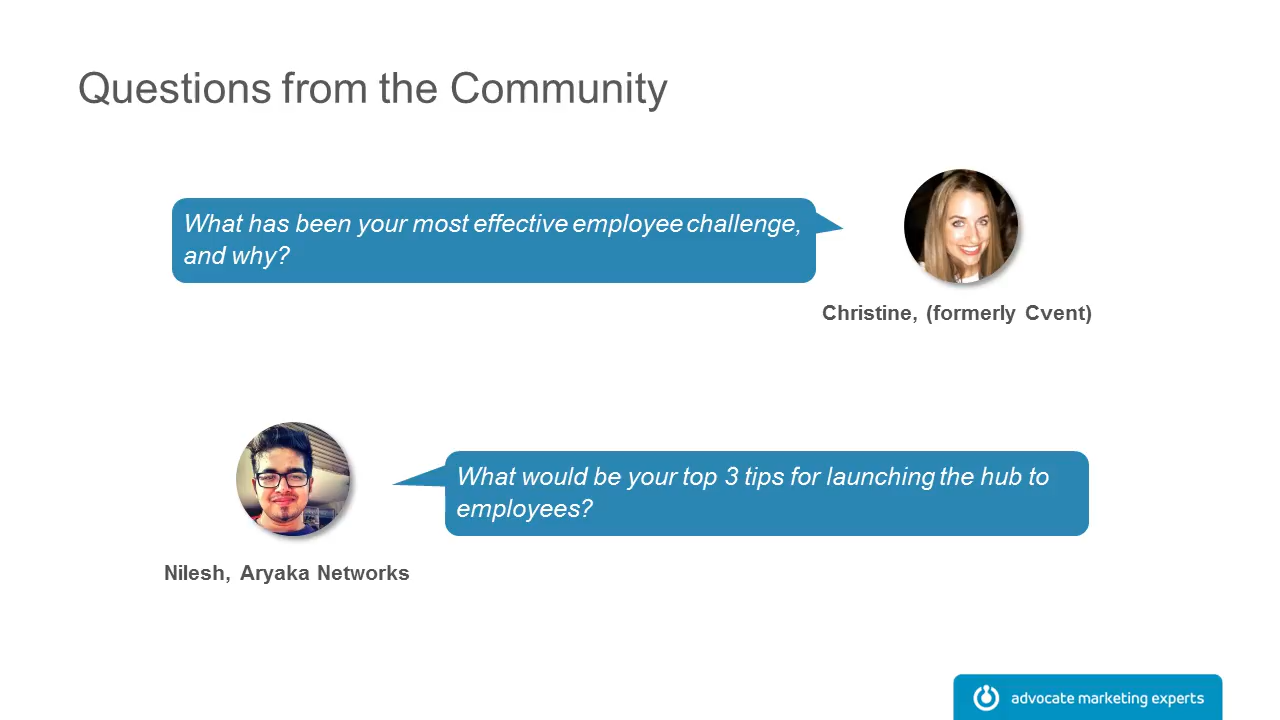 Questions from the Community
What has been your most effective employee challenge,
and why?
Christine, (formerly Cvent)
What would be your top 3 tips for launching the hub to
employees?
Nilesh, Aryaka Networks
advocate marketing experts